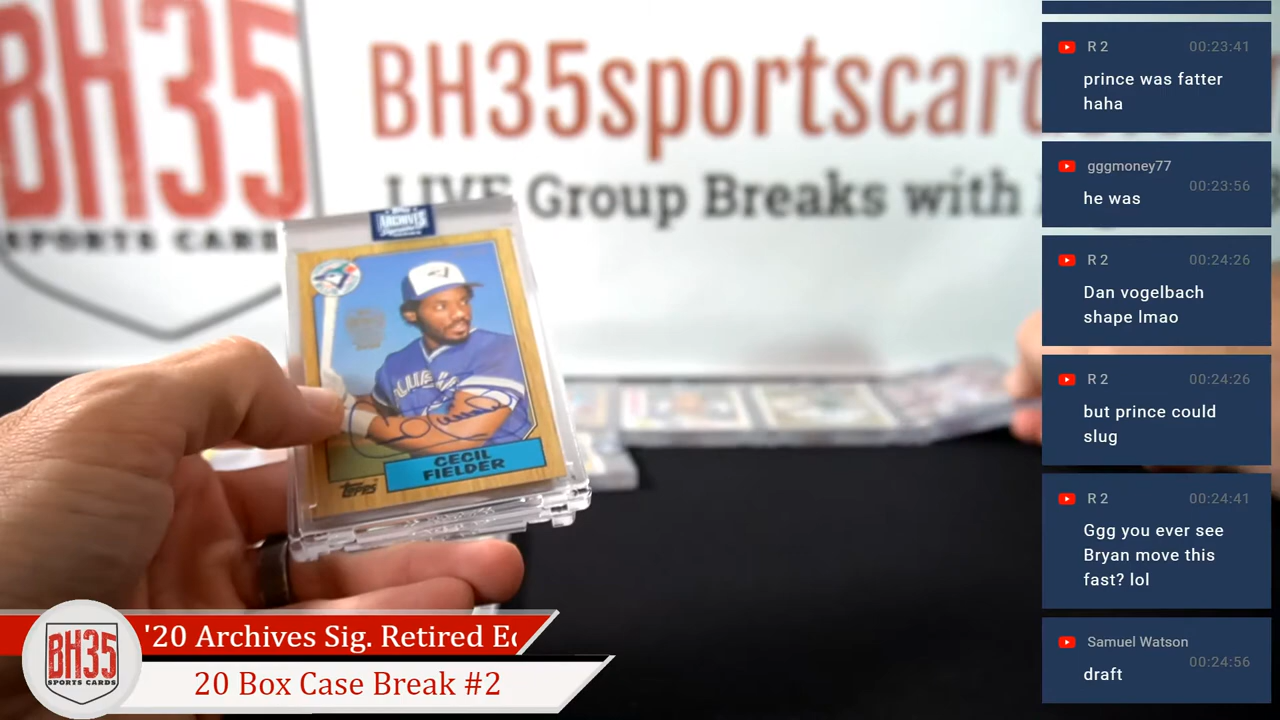 BH35
SPORTS CARDS
BH35sportscard
LIVE Group Breaks with
ARCHIVES
CECIL
FIELDER
Topps
'20 Archives Sig. Retired Ed
20 Box Case Break #2
BH35
SPORTS CARDS
R 2 00:23:41
prince was fatter
haha
gggmoney77
00:23:56
he was
R 2 00:24:26
Dan vogelbach
shape lmao
R 2 00:24:26
but prince could
slug
R 2 00:24:41
Ggg you ever see
Bryan move this
fast? lol
Samuel Watson
00:24:56
draft